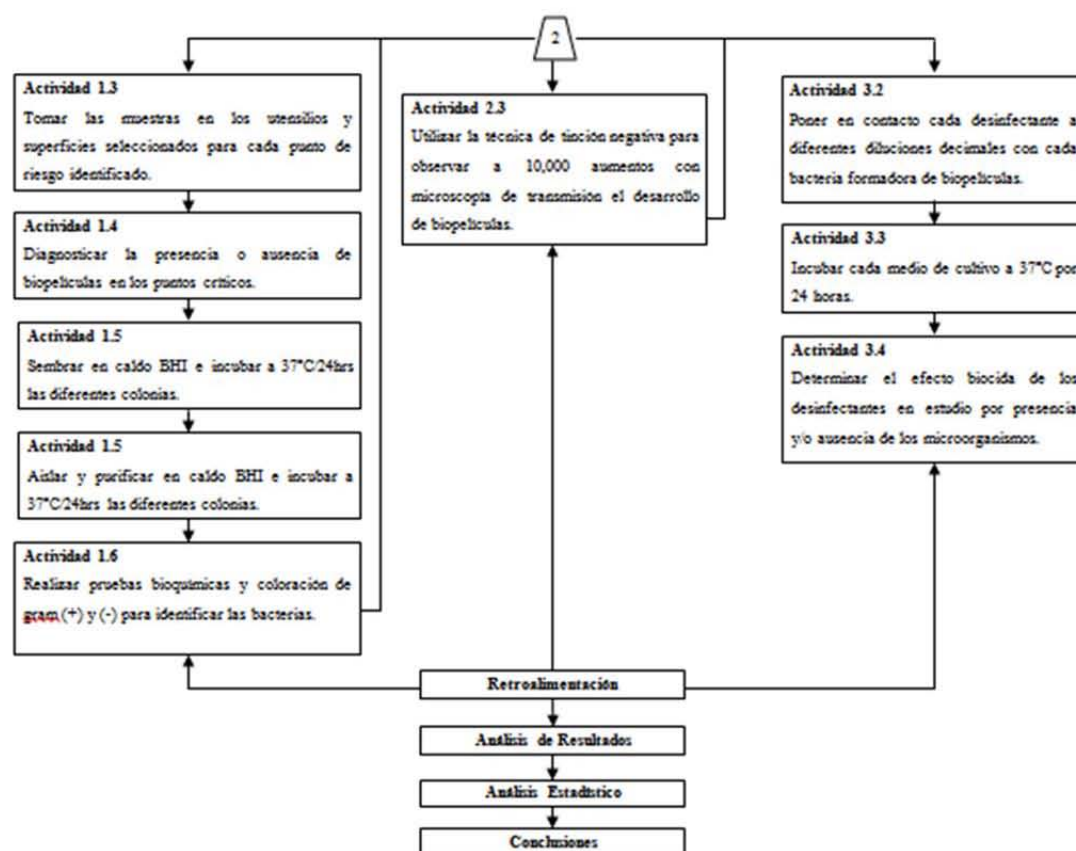 2
Actividad 1.3
Tomar las muestras en los utensilios y
superficies seleccionados para cada punto de
riesgo identificado.
Actividad 1.4
Diagnosticar la presencia o ausencia de
biopelículas en los puntos críticos.
Actividad 1.5
Sembrar en caldo BHI e incubar a 37°C/24hrs
las diferentes colonias.
Actividad 1.5
Aislar y purificar en caldo BHI e incubar a
37°C/24hrs las diferentes colonias.
Actividad 1.6
Realizar pruebas bioquímicas y coloración de
gram (+) y (-) para identificar las bacterias.
Actividad 2.3
Utilizar la técnica de tinción negativa para
observar a 10,000 aumentos con
microscopia de transmisión el desarrollo
de biopelículas.
Actividad 3.2
Poner en contacto cada desinfectante a
diferentes diluciones decimales con cada
bacteria formadora de biopelículas.
Actividad 3.3
Incubar cada medio de cultivo a 37°C por
24 horas.
Actividad 3.4
Determinar el efecto biocida de los
desinfectantes en estudio por presencia
y/o ausencia de los microorganismos.
Retroalimentación
Análisis de Resultados
Análisis Estadístico
Conclusiones